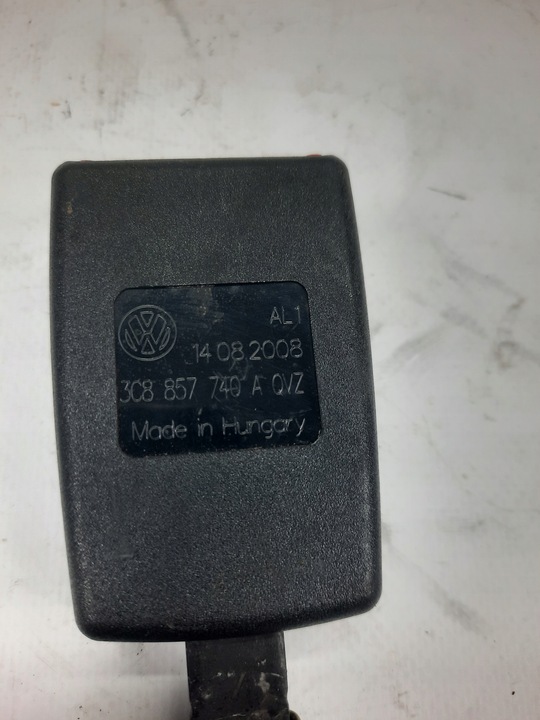 AL1
14 08 2008
3C8 857 740 A QVZ
Made in Hungary